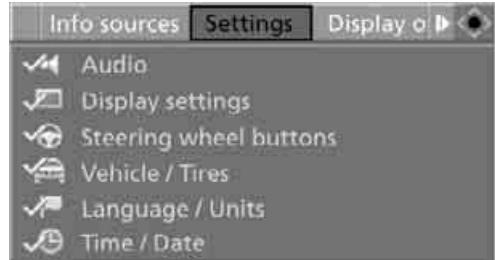 Info sources Settings Display o
Audio
Display settings
Steering wheel buttons
Vehicle / Tires
Language / Units
Time / Date